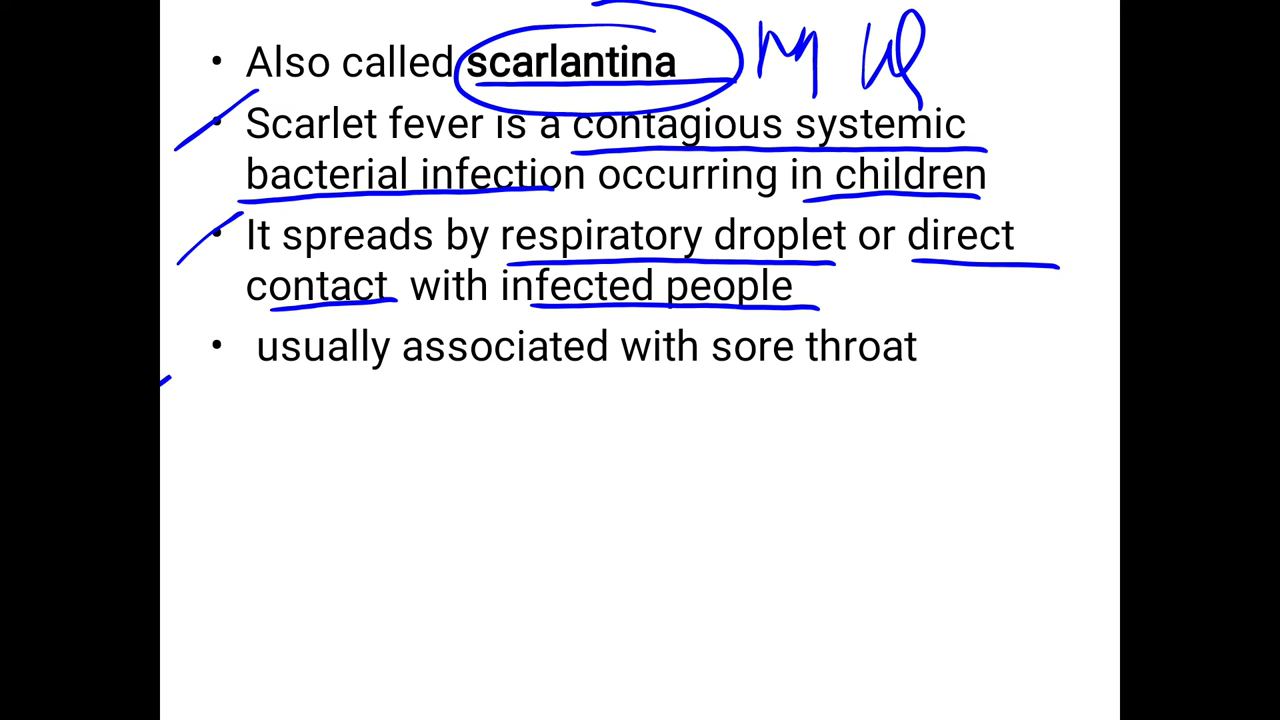 • Also called scarlantina
• Scarlet fever is a contagious systemic
bacterial infection occurring in children
• It spreads by respiratory droplet or direct
contact with infected people
• usually associated with sore throat